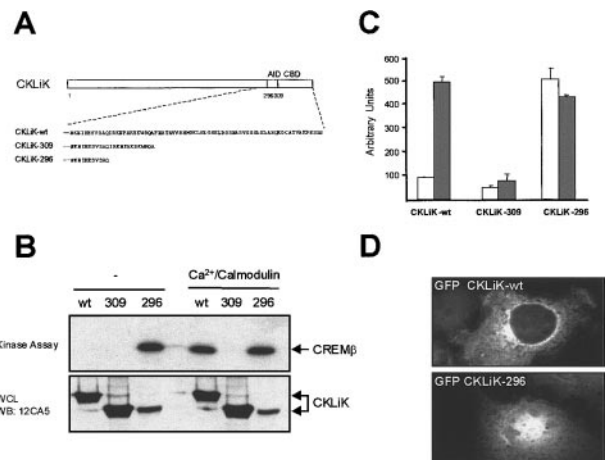 A
AID CBD
CKLiK
1
296 309
CKLiK-wt
CKLiK-309
CKLiK-296
B
- Ca2+/Calmodulin
wt 309 296 wt 309 296
Kinase Assay
CREMβ
WCL
WB: 12CA5
CKLiK
C
Arbitrary Units
600
500
400
300
200
100
CKLiK-wt CKLiK-309 CKLiK-296
D
GFP CKLiK-wt
GFP CKLiK-296